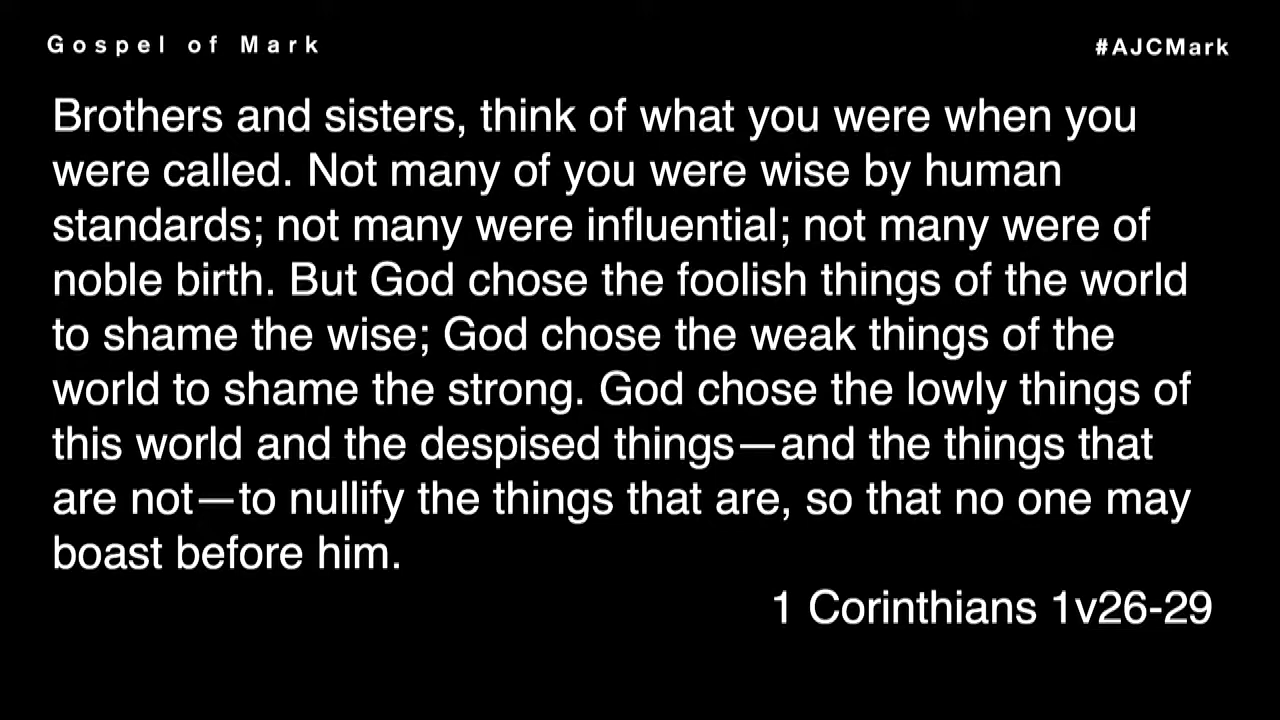 Gospel of Mark
#AJCMark
Brothers and sisters, think of what you were when you
were called. Not many of you were wise by human
standards; not many were influential; not many were of
noble birth. But God chose the foolish things of the world
to shame the wise; God chose the weak things of the
world to shame the strong. God chose the lowly things of
this world and the despised things—and the things that
are not—to nullify the things that are, so that no one may
boast before him.
1 Corinthians 1v26-29